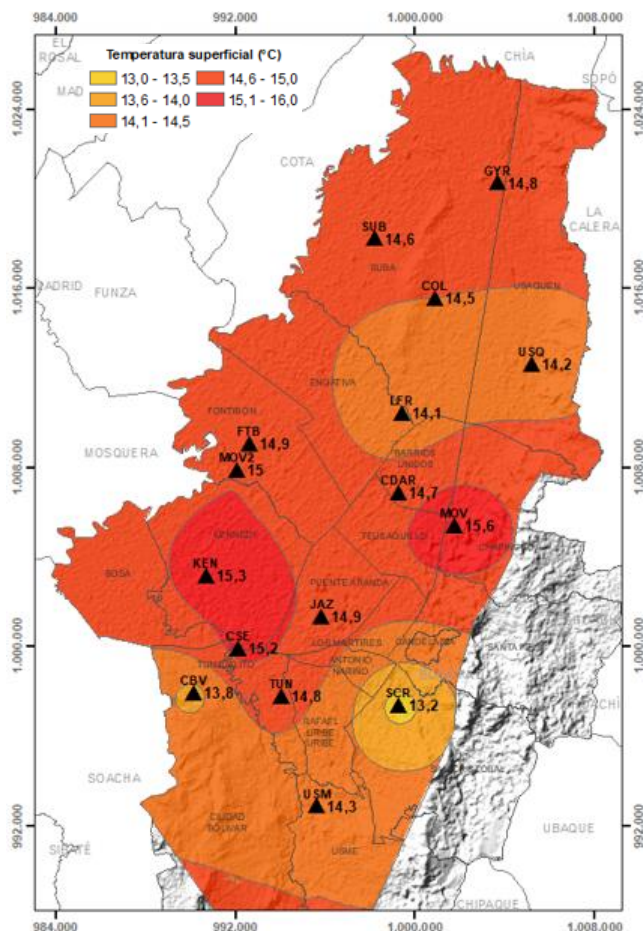 984.000 992.000 1.000.000 1.008.000
Temperatura superficial (°C)
13,0 - 13,5
13,6 - 14,0
14,1 - 14,5
14,6 - 15,0
15,1 - 16,0
EL
ROSAL
MAD
CHÌA
SOPÓ
1.024.000 1.024.000
COTA
GYR
14,8
LA
CALERA
SUB
14,6
SUBA
1.016.000 1.016.000
MADRID
FUNZA
COL
14,5
USAQUEN
USQ
14,2
ENGATIVA
LFR
14,1
FONTIBON
FTB
14,9
MOSQUERA
MOV2
15
BARRIOS
UNIDOS
1.008.000 1.008.000
CDAR
14,7
MOV
15,6
TEUSAQUILLO
CHAPINERO
KENNEDY
BOSA
KEN
15,3
PUENTE ARANDA
JAZ
14,9
LOS MARTIRES
CANDELARIA
SANTA FE
1.000.000 1.000.000
CSE
15,2
TUNJUELITO
ANTONIO
NARIÑO
CBV
13,8
TUN
14,8
SCR
13,2
RAFAEL
URIBE
URIBE
SOACHA
USM
14,3
CIUDAD
BOLIVAR
USME
992.000 992.000
UBAQUE
CHIPAQUE
984.000 992.000 1.000.000 1.008.000